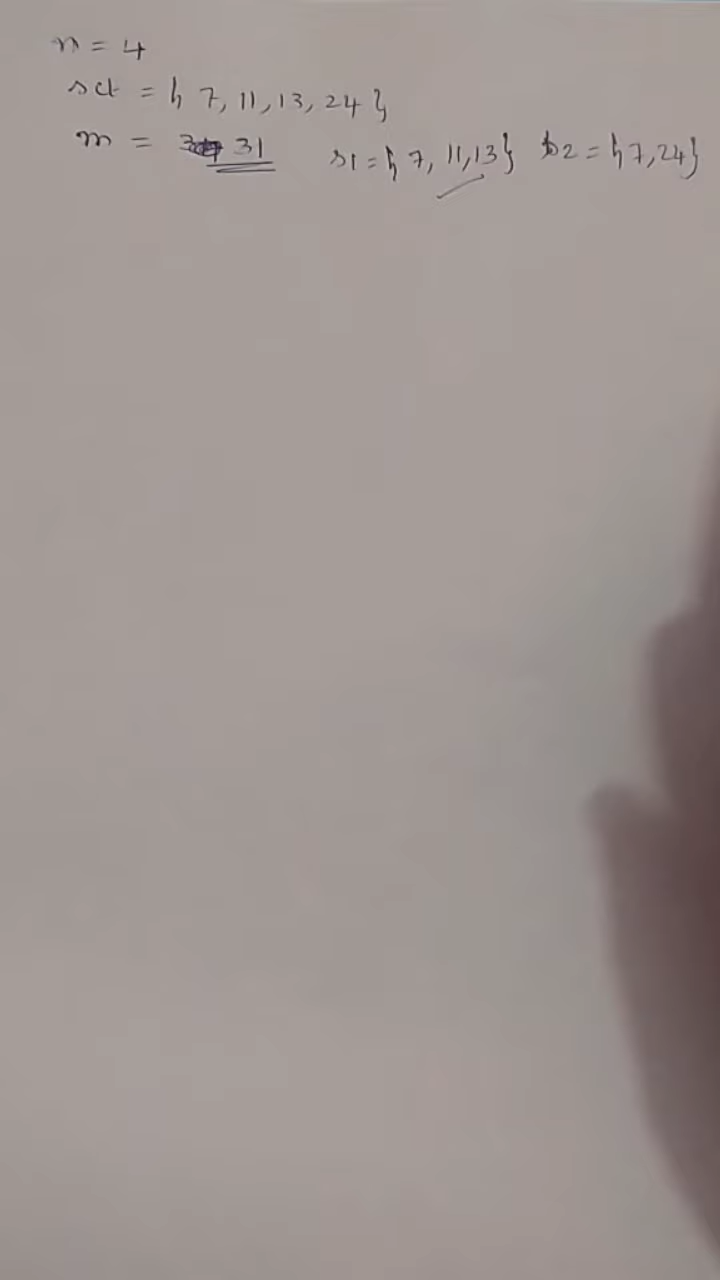 n = 4
set = { 7, 11, 13, 24 }
m = 31 s1 = { 7, 11, 13 } s2 = { 7, 24 }